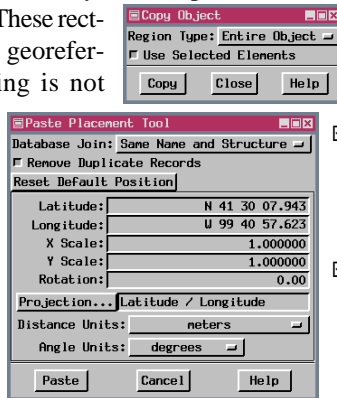 These rect-
georefer-
ing is not
Copy Object
Region Type: Entire Object
Use Selected Elements
Copy Close Help
Paste Placement Tool
Database Join: Same Name and Structure
Remove Duplicate Records
Reset Default Position
Latitude: N 41 30 07.943
Longitude: W 99 40 57.623
X Scale: 1.000000
Y Scale: 1.000000
Rotation: 0.00
Projection... Latitude / Longitude
Distance Units: meters
Angle Units: degrees
Paste Cancel Help